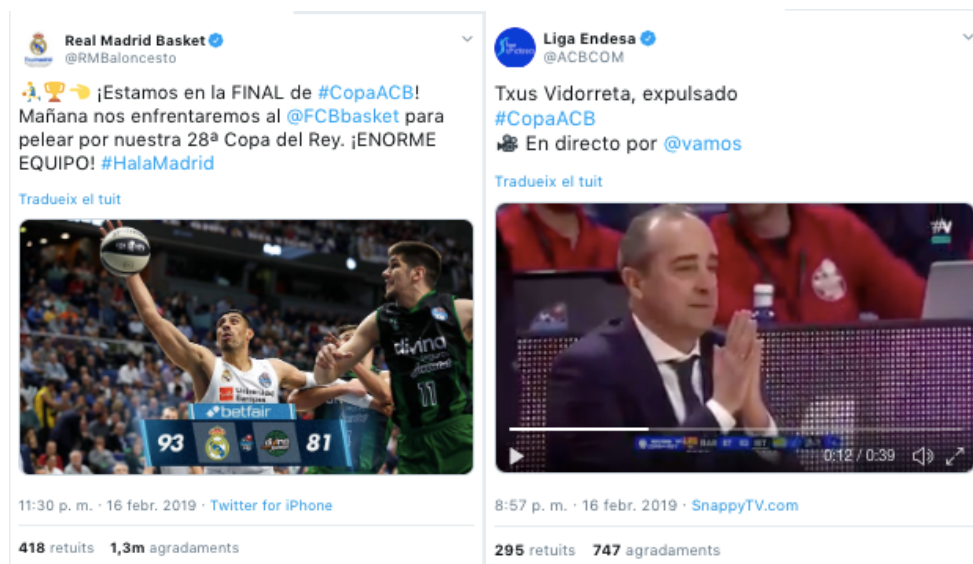 Real Madrid Basket
@RMBaloncesto
¡Estamos en la FINAL de #CopaACB!
Mañana nos enfrentaremos al @FCBbasket para
pelear por nuestra 28ª Copa del Rey. ¡ENORME
EQUIPO! #HalaMadrid
Tradueix el tuit
divina
11
Universidad
Europea
betfair
93
81
11:30 p. m. · 16 febr. 2019 · Twitter for iPhone
418 retuits 1,3m agradaments
Liga Endesa
@ACBCOM
Txus Vidorreta, expulsado
#CopaACB
En directo por @vamos
Tradueix el tuit
#V
0:12 / 0:39
8:57 p. m. · 16 febr. 2019 · SnappyTV.com
295 retuits 747 agradaments